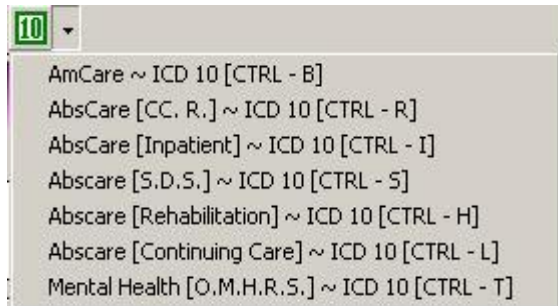 10
AmCare ~ ICD 10 [CTRL - B]
AbsCare [CC. R.] ~ ICD 10 [CTRL - R]
AbsCare [Inpatient] ~ ICD 10 [CTRL - I]
Abscare [S.D.S.] ~ ICD 10 [CTRL - S]
Abscare [Rehabilitation] ~ ICD 10 [CTRL - H]
Abscare [Continuing Care] ~ ICD 10 [CTRL - L]
Mental Health [O.M.H.R.S.] ~ ICD 10 [CTRL - T]